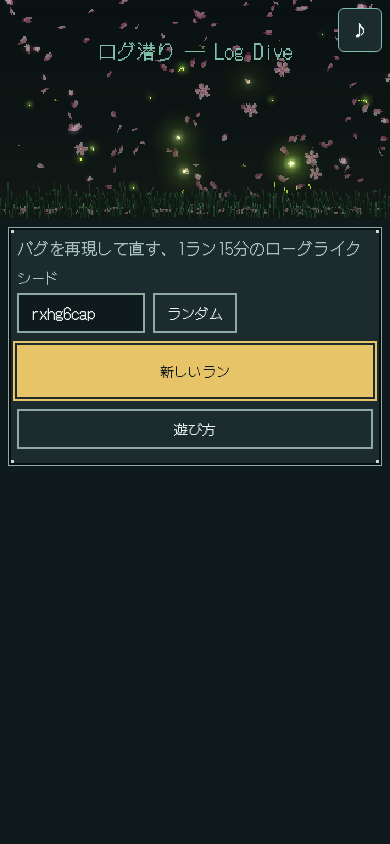 ♪
ログ潜り — Log Dive
バグを再現して直す、1ラン15分のローグライク
シード
rxhg6cap
ランダム
新しいラン
遊び方